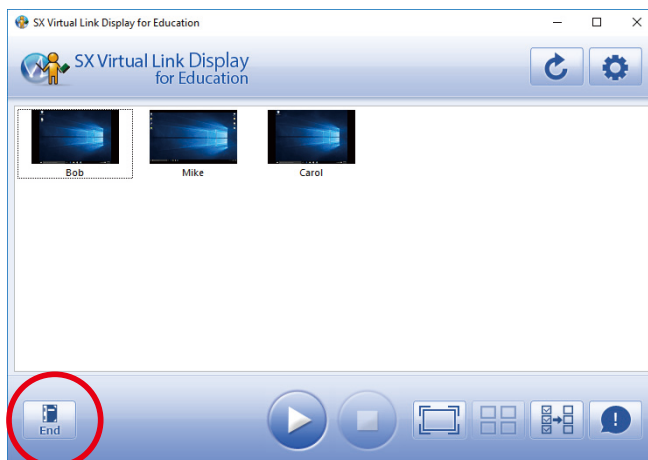 SX Virtual Link Display for Education
SX Virtual Link Display
for Education
Bob Mike Carol
End